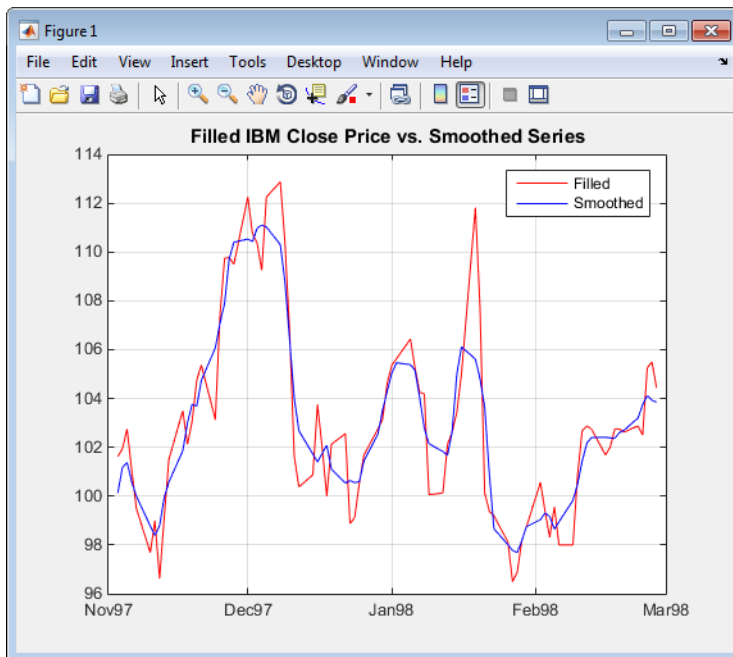 Figure 1
File Edit View Insert Tools Desktop Window Help
Filled IBM Close Price vs. Smoothed Series
114
112
110
108
106
104
102
100
98
96
Filled
Smoothed
Nov97 Dec97 Jan98 Feb98 Mar98